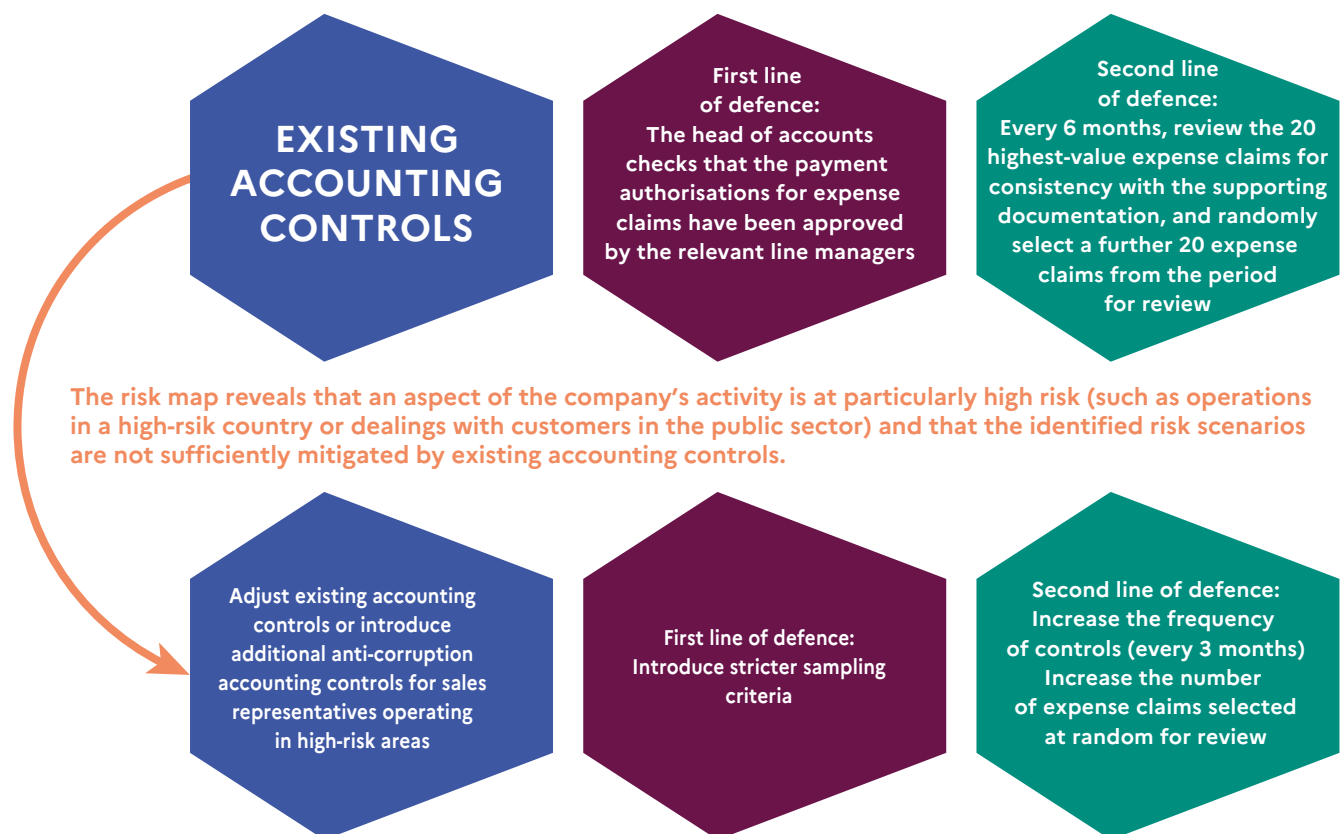 EXISTING
ACCOUNTING
CONTROLS
First line
of defence:
The head of accounts
checks that the payment
authorisations for expense
claims have been approved
by the relevant line managers
Second line
of defence:
Every 6 months, review the 20
highest-value expense claims for
consistency with the supporting
documentation, and randomly
select a further 20 expense
claims from the period
for review
The risk map reveals that an aspect of the company’s activity is at particularly high risk (such as operations
in a high-rsik country or dealings with customers in the public sector) and that the identified risk scenarios
are not sufficiently mitigated by existing accounting controls.
Adjust existing accounting
controls or introduce
additional anti-corruption
accounting controls for sales
representatives operating
in high-risk areas
First line of defence:
Introduce stricter sampling
criteria
Second line of defence:
Increase the frequency
of controls (every 3 months)
Increase the number
of expense claims selected
at random for review